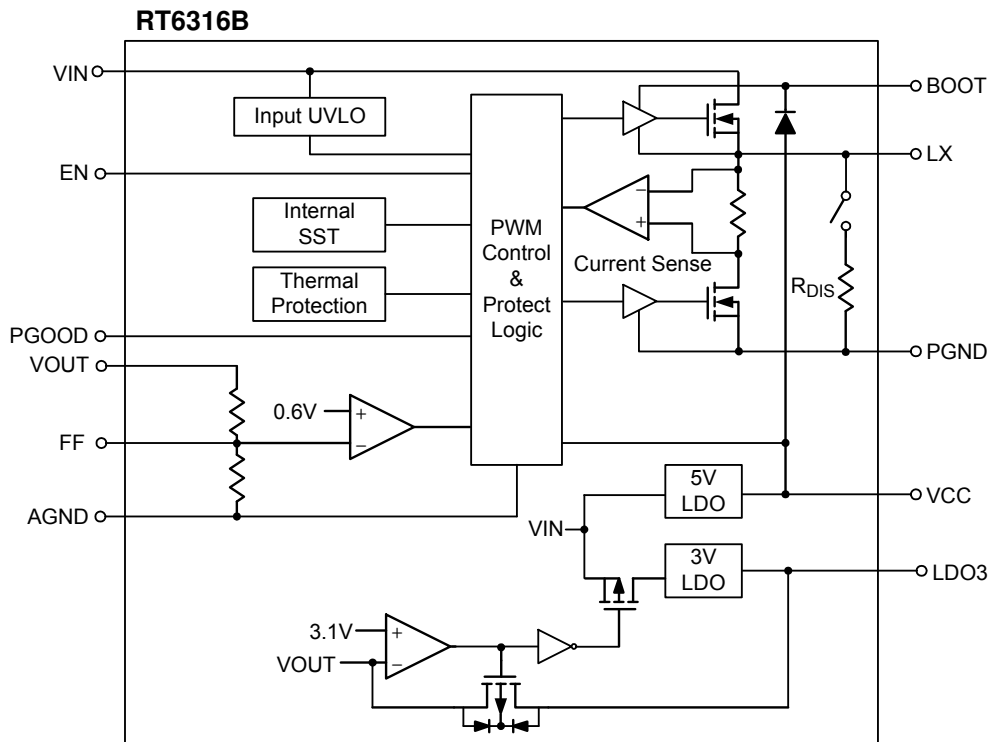 RT6316B
VIN
BOOT
Input UVLO
LX
EN
−
+
Internal
SST
PWM
Control
&
Protect
Logic
Current Sense
Thermal
Protection
RDIS
PGOOD
PGND
VOUT
0.6V
+
−
FF
5V
LDO
VCC
AGND
VIN
3V
LDO
LDO3
3.1V
+
VOUT
−